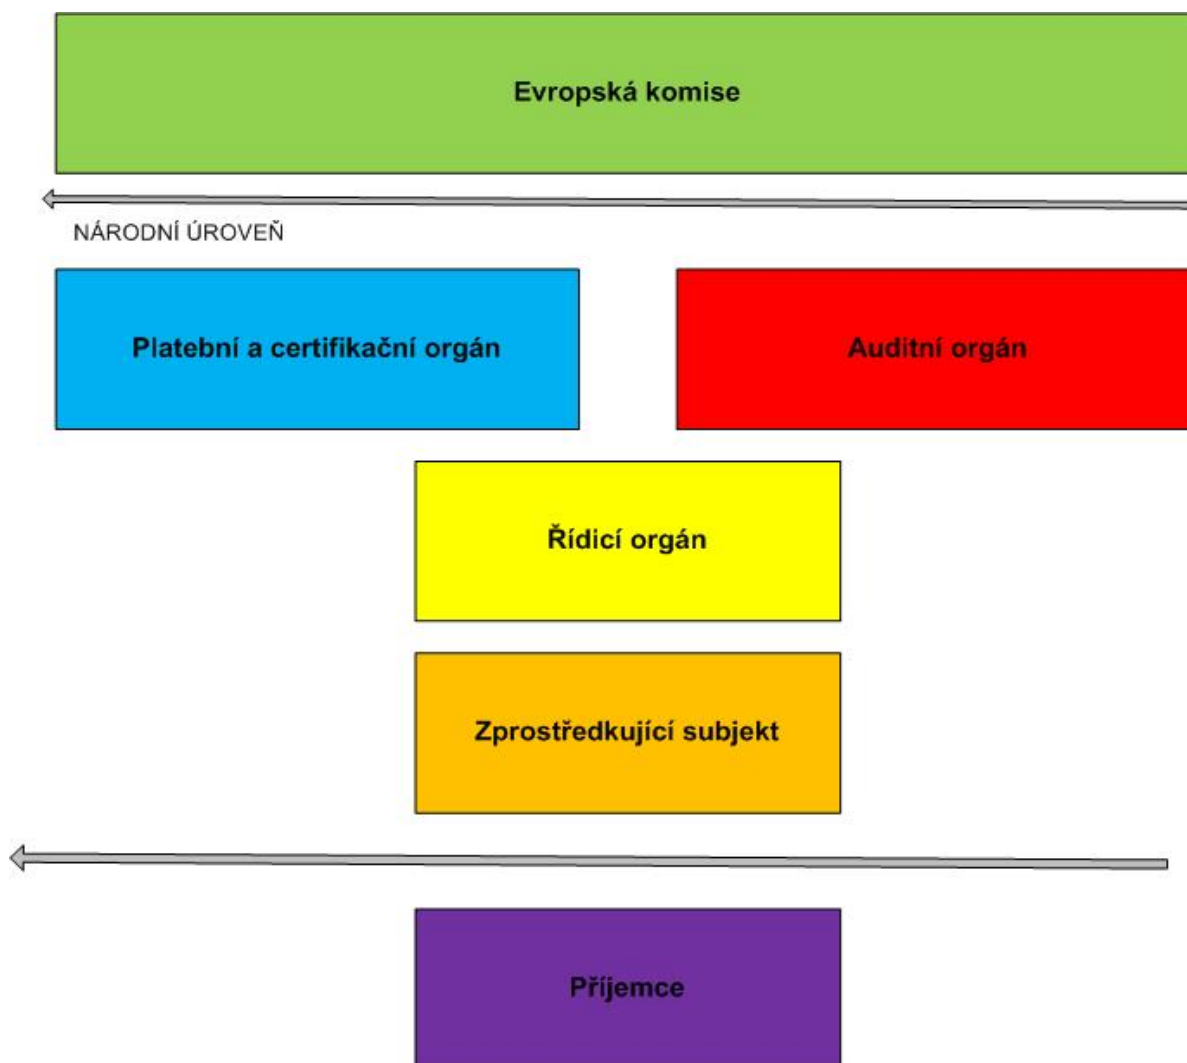 Evropská komise
NÁRODNÍ ÚROVEŇ
Platební a certifikační orgán
Auditní orgán
Řídicí orgán
Zprostředkující subjekt
Příjemce